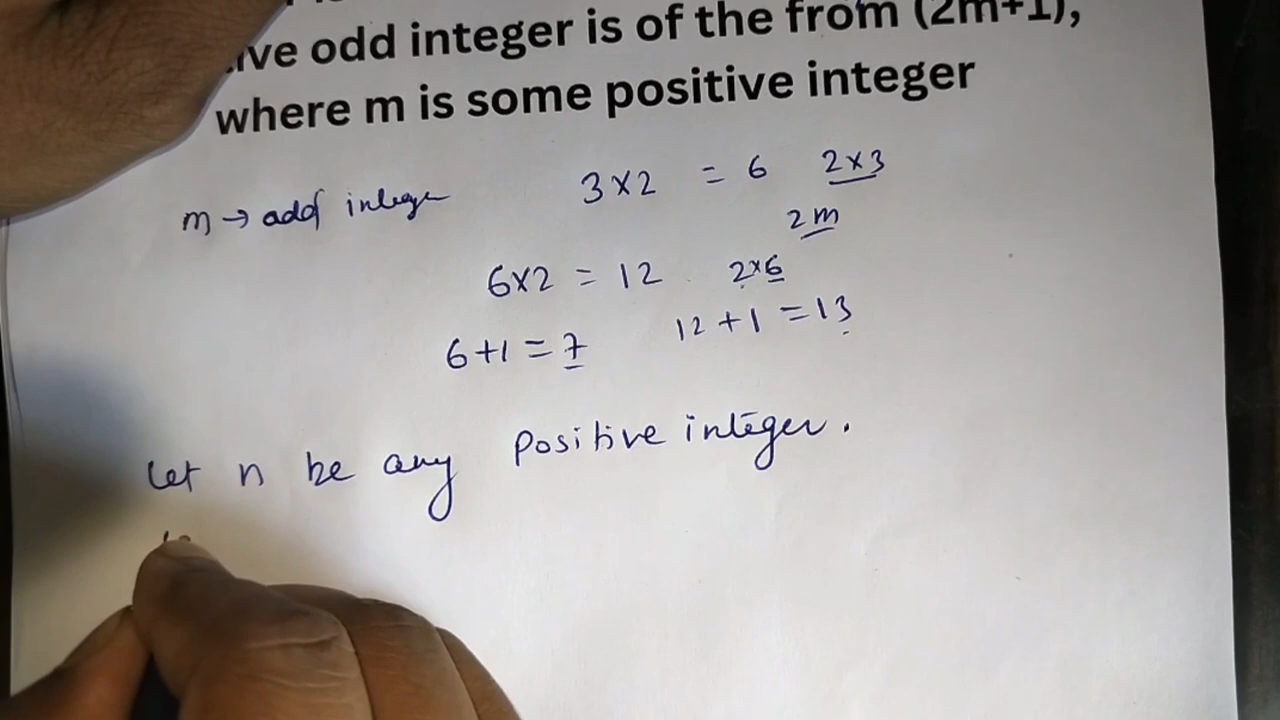 odd integer is of the from (2m+1),
where m is some positive integer
3×2 = 6 2×3
m → add integer
2m
6×2 = 12 2×6
6+1 = 7 12+1 = 13
Let n be any positive integer.